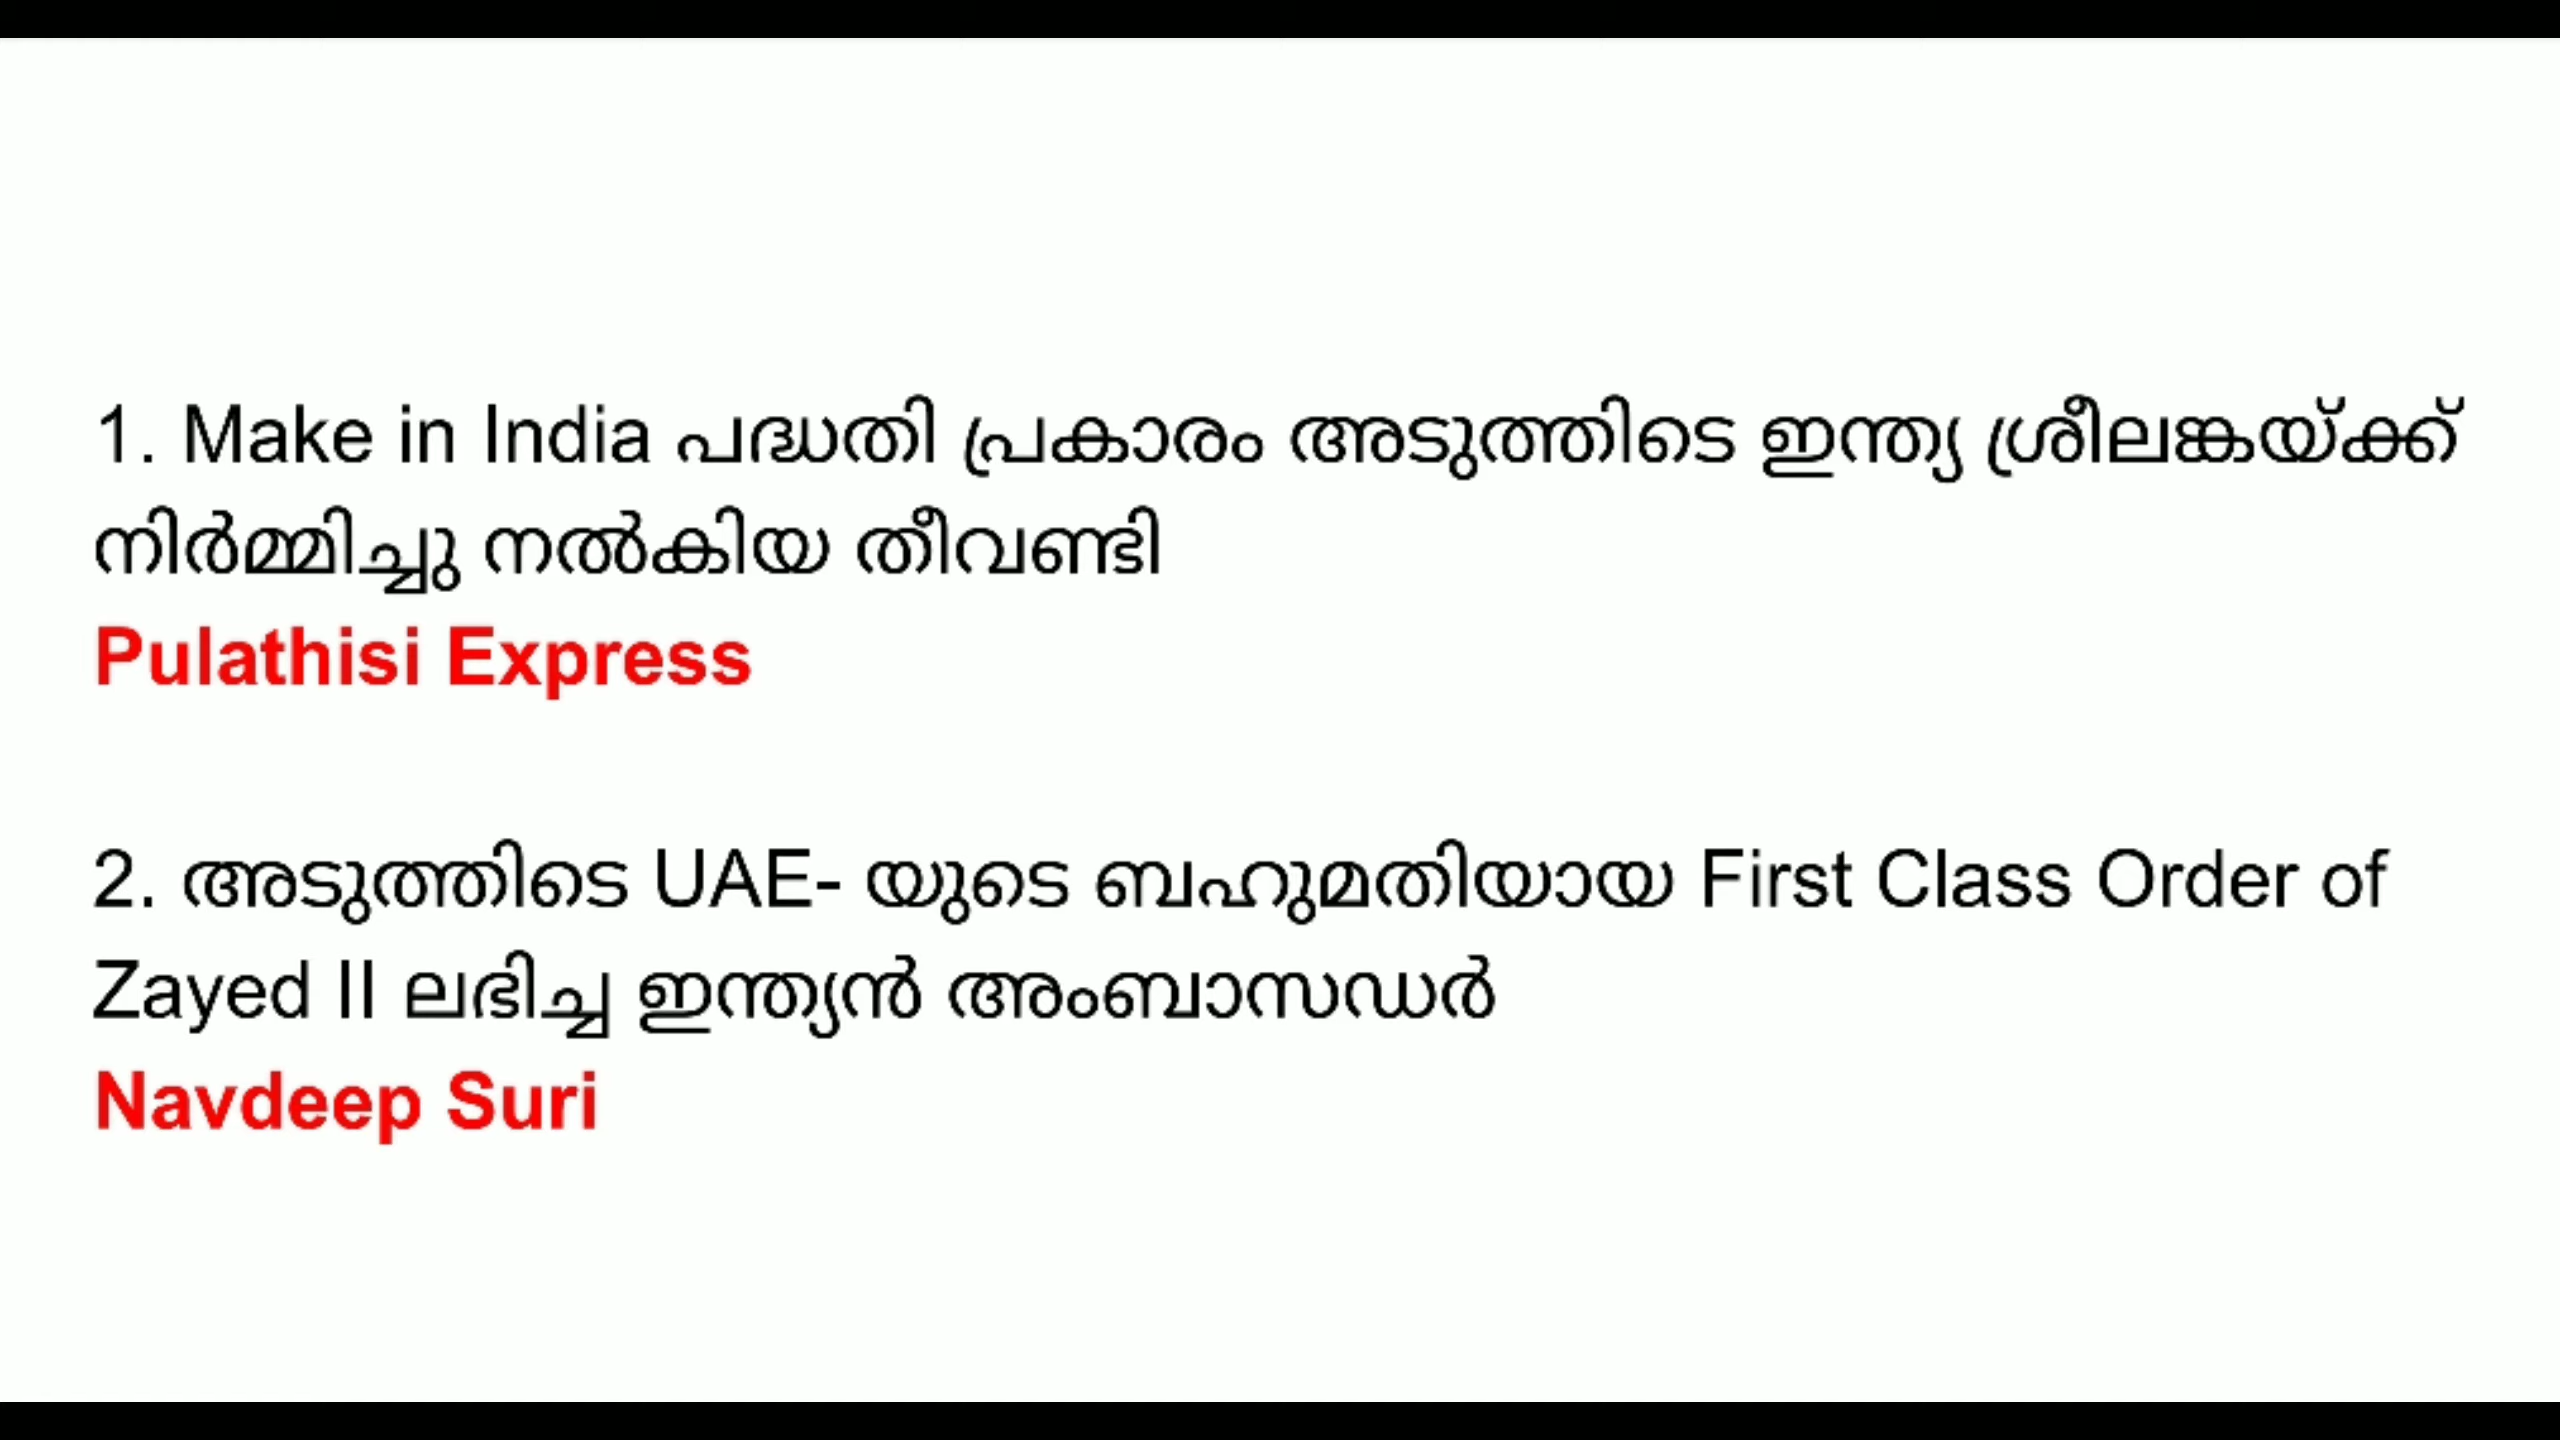 1. Make in India പദ്ധതി പ്രകാരം അടുത്തിടെ ഇന്ത്യ ശ്രീലങ്കയ്ക്ക്
നിർമ്മിച്ചു നൽകിയ തീവണ്ടി
Pulathisi Express
2. അടുത്തിടെ UAE- യുടെ ബഹുമതിയായ First Class Order of
Zayed II ലഭിച്ച ഇന്ത്യൻ അംബാസഡർ
Navdeep Suri